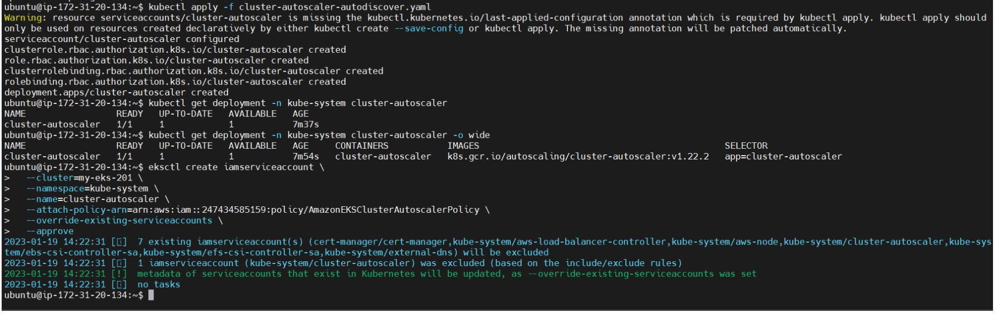 ubuntu@ip-172-31-20-134:~$ kubectl apply -f cluster-autoscaler-autodiscover.yaml
Warning: resource serviceaccounts/cluster-autoscaler is missing the kubectl.kubernetes.io/last-applied-configuration annotation which is required by kubectl apply. kubectl apply should
only be used on resources created declaratively by either kubectl create --save-config or kubectl apply. The missing annotation will be patched automatically.
serviceaccount/cluster-autoscaler configured
clusterrole.rbac.authorization.k8s.io/cluster-autoscaler created
role.rbac.authorization.k8s.io/cluster-autoscaler created
clusterrolebinding.rbac.authorization.k8s.io/cluster-autoscaler created
rolebinding.rbac.authorization.k8s.io/cluster-autoscaler created
deployment.apps/cluster-autoscaler created
ubuntu@ip-172-31-20-134:~$ kubectl get deployment -n kube-system cluster-autoscaler
NAME                 READY   UP-TO-DATE   AVAILABLE   AGE
cluster-autoscaler   1/1     1            1           7m37s
ubuntu@ip-172-31-20-134:~$ kubectl get deployment -n kube-system cluster-autoscaler -o wide
NAME                 READY   UP-TO-DATE   AVAILABLE   AGE     CONTAINERS           IMAGES                                              SELECTOR
cluster-autoscaler   1/1     1            1           7m54s   cluster-autoscaler   k8s.gcr.io/autoscaling/cluster-autoscaler:v1.22.2   app=cluster-autoscaler
ubuntu@ip-172-31-20-134:~$ eksctl create iamserviceaccount \
>   --cluster=my-eks-201 \
>   --namespace=kube-system \
>   --name=cluster-autoscaler \
>   --attach-policy-arn=arn:aws:iam::247434585159:policy/AmazonEKSClusterAutoscalerPolicy \
>   --override-existing-serviceaccounts \
>   --approve
2023-01-19 14:22:31 [ℹ]  7 existing iamserviceaccount(s) (cert-manager/cert-manager,kube-system/aws-load-balancer-controller,kube-system/aws-node,kube-system/cluster-autoscaler,kube-sys
tem/ebs-csi-controller-sa,kube-system/efs-csi-controller-sa,kube-system/external-dns) will be excluded
2023-01-19 14:22:31 [ℹ]  1 iamserviceaccount (kube-system/cluster-autoscaler) was excluded (based on the include/exclude rules)
2023-01-19 14:22:31 [!]  metadata of serviceaccounts that exist in Kubernetes will be updated, as --override-existing-serviceaccounts was set
2023-01-19 14:22:31 [ℹ]  no tasks
ubuntu@ip-172-31-20-134:~$